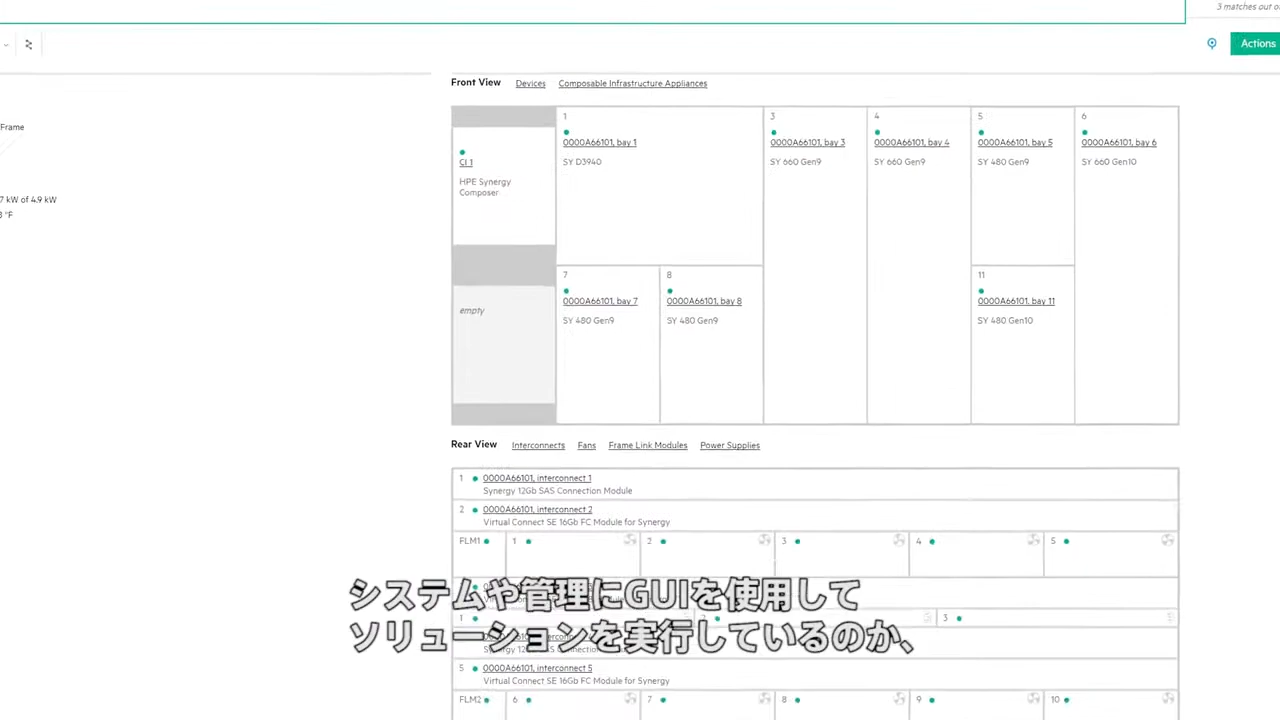 3 matches out o
Actions
Front View Devices Composable Infrastructure Appliances
Frame
7 kW of 4.9 kW
3 °F
CI 1
HPE Synergy
Composer
empty
1
0000A66101, bay 1
SY D3940
3
0000A66101, bay 3
SY 660 Gen9
4
0000A66101, bay 4
SY 660 Gen9
5
0000A66101, bay 5
SY 480 Gen9
6
0000A66101, bay 6
SY 660 Gen10
7
0000A66101, bay 7
SY 480 Gen9
8
0000A66101, bay 8
SY 480 Gen9
11
0000A66101, bay 11
SY 480 Gen10
Rear View Interconnects Fans Frame Link Modules Power Supplies
1 0000A66101, interconnect 1
Synergy 12Gb SAS Connection Module
2 0000A66101, interconnect 2
Virtual Connect SE 16Gb FC Module for Synergy
FLM1 1 2 3 4 5
システムや管理にGUIを使用して
1 2 3
ソリューションを実行しているのか、
5 0000A66101, interconnect 5
Virtual Connect SE 16Gb FC Module for Synergy
FLM2 6 7 8 9 10